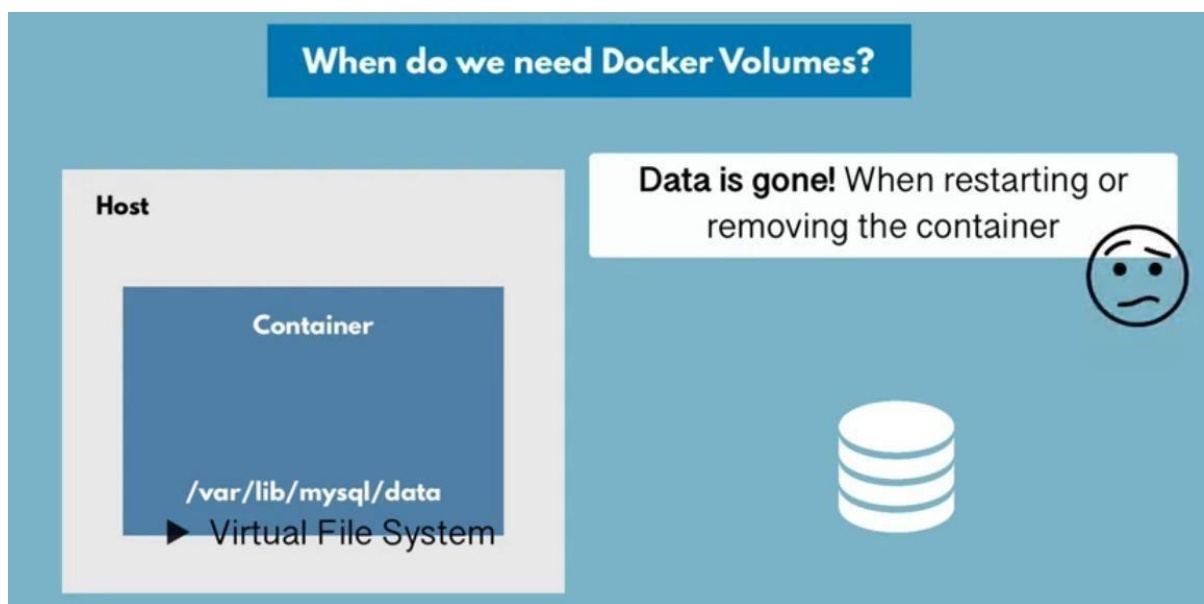 When do we need Docker Volumes?
Host
Container
/var/lib/mysql/data
▶ Virtual File System
Data is gone! When restarting or
removing the container